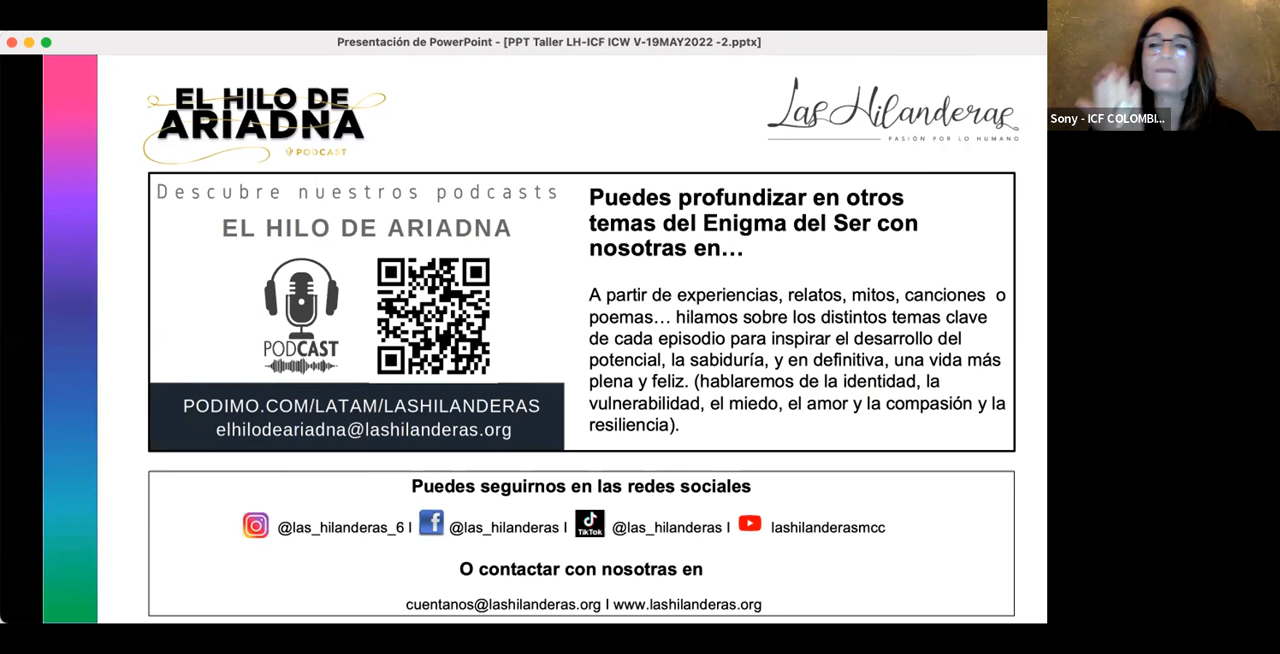 Presentación de PowerPoint - [PPT Taller LH-ICF ICW V-19MAY2022 -2.pptx]
Sony - ICF COLOMBI...
EL HILO DE
ARIADNA
PODCAST
Las Hilanderas
PASIÓN POR LO HUMANO
Descubre nuestros podcasts
EL HILO DE ARIADNA
PODCAST
PODIMO.COM/LATAM/LASHILANDERAS
elhilodeariadna@lashilanderas.org
Puedes profundizar en otros
temas del Enigma del Ser con
nosotras en...
A partir de experiencias, relatos, mitos, canciones o
poemas... hilamos sobre los distintos temas clave
de cada episodio para inspirar el desarrollo del
potencial, la sabiduría, y en definitiva, una vida más
plena y feliz. (hablaremos de la identidad, la
vulnerabilidad, el miedo, el amor y la compasión y la
resiliencia).
Puedes seguirnos en las redes sociales
@las_hilanderas_6 I @las_hilanderas I TikTok @las_hilanderas I lashilanderasmcc
O contactar con nosotras en
cuentanos@lashilanderas.org I www.lashilanderas.org